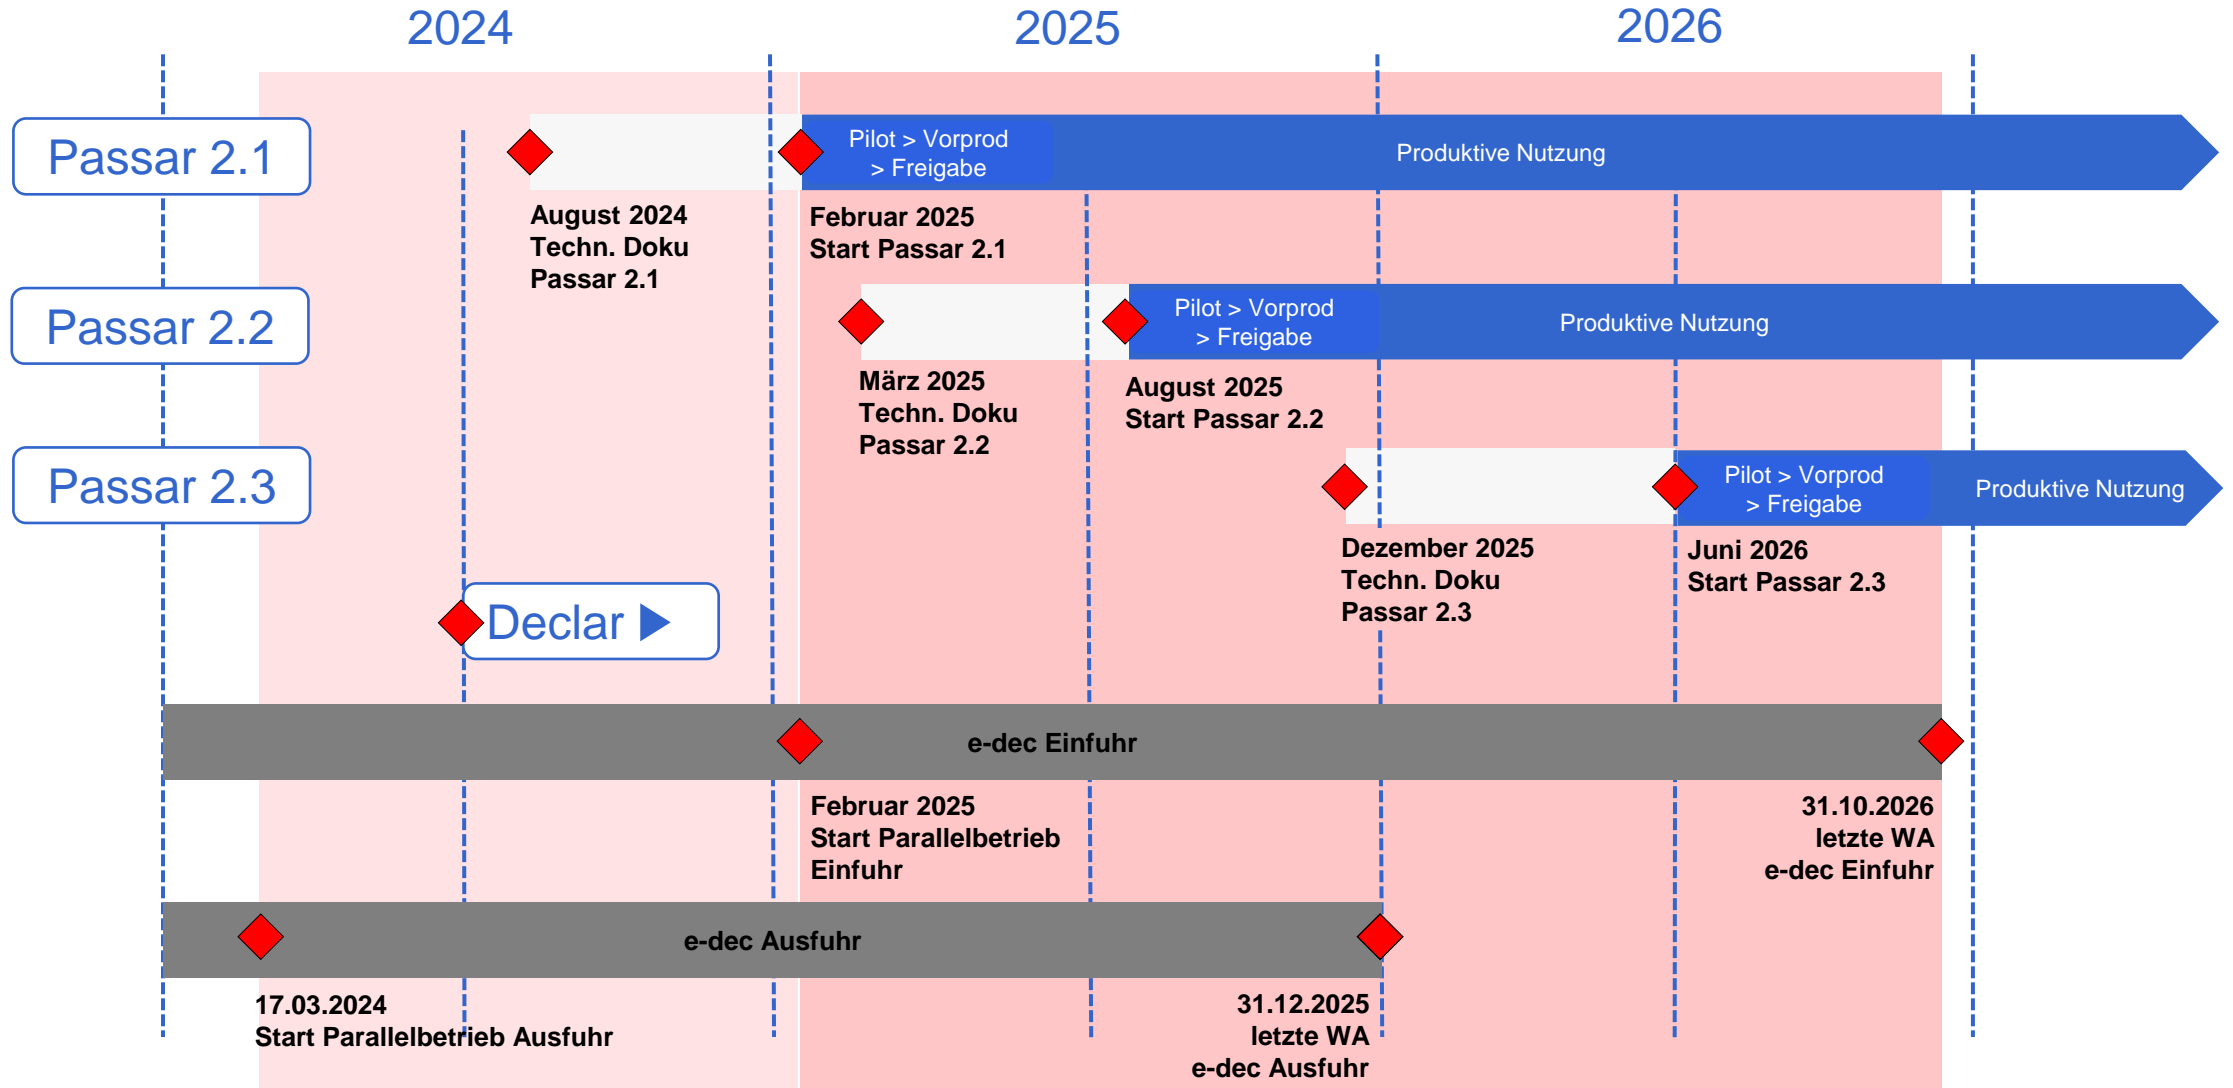 2024
2025
2026
Passar 2.1
Pilot > Vorprod
> Freigabe
Produktive Nutzung
August 2024
Techn. Doku
Passar 2.1
Februar 2025
Start Passar 2.1
Passar 2.2
Pilot > Vorprod
> Freigabe
Produktive Nutzung
März 2025
Techn. Doku
Passar 2.2
August 2025
Start Passar 2.2
Passar 2.3
Pilot > Vorprod
> Freigabe
Produktive Nutzung
Dezember 2025
Techn. Doku
Passar 2.3
Juni 2026
Start Passar 2.3
Declar
e-dec Einfuhr
Februar 2025
Start Parallelbetrieb
Einfuhr
31.10.2026
letzte WA
e-dec Einfuhr
e-dec Ausfuhr
17.03.2024
Start Parallelbetrieb Ausfuhr
31.12.2025
letzte WA
e-dec Ausfuhr